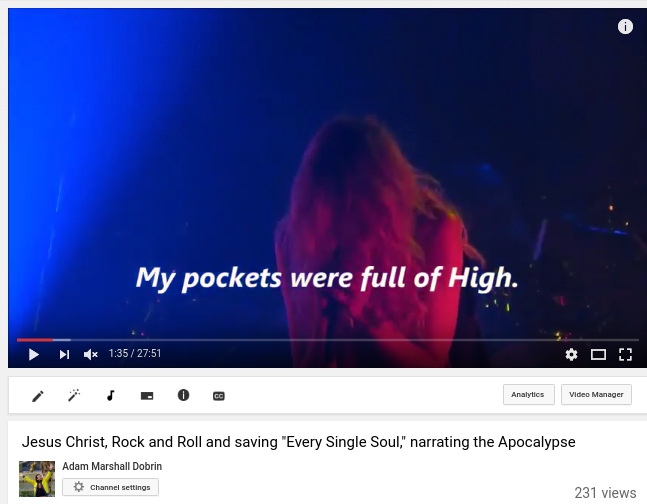 My pockets were full of High.
1:35 / 27:51
CC
Analytics
Video Manager
Jesus Christ, Rock and Roll and saving "Every Single Soul," narrating the Apocalypse
Adam Marshall Dobrin
Channel settings
231 views